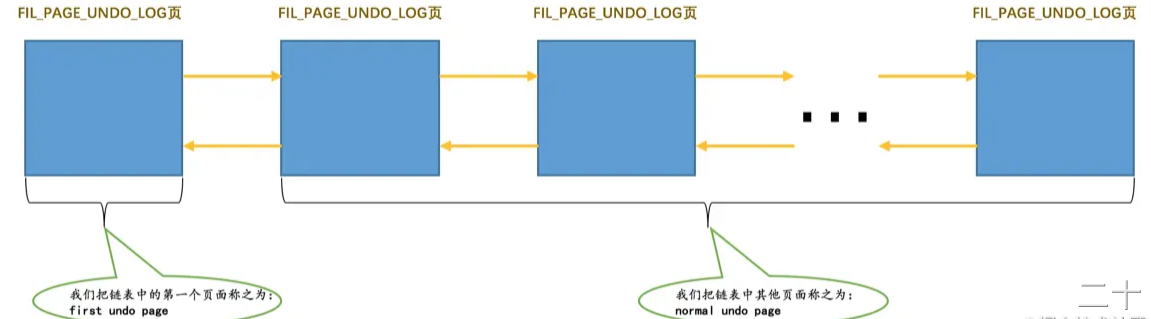 FIL_PAGE_UNDO_LOG页
FIL_PAGE_UNDO_LOG页
FIL_PAGE_UNDO_LOG页
FIL_PAGE_UNDO_LOG页
我们把链表中的第一个页面称之为：
first undo page
我们把链表中其他页面称之为：
normal undo page
二十